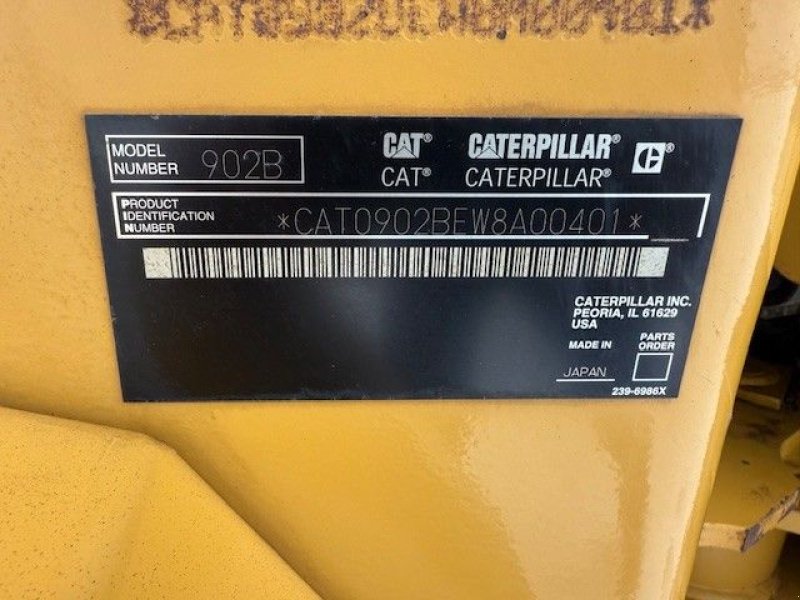 MODEL
NUMBER 902B
CAT® CATERPILLAR® C®
CAT® CATERPILLAR®
PRODUCT
IDENTIFICATION
NUMBER *CAT0902BEW8A00401*
CATERPILLAR INC.
PEORIA, IL 61629
USA
MADE IN
JAPAN
PARTS
ORDER
239-6986X